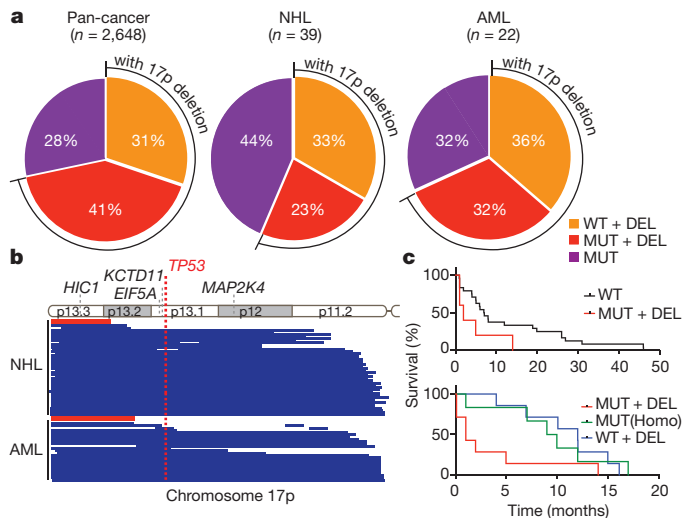 a
Pan-cancer
(n = 2,648)
NHL
(n = 39)
AML
(n = 22)
with 17p deletion
28%
31%
41%
with 17p deletion
44%
33%
23%
with 17p deletion
32%
36%
32%
WT + DEL
MUT + DEL
MUT
b
TP53
KCTD11
HIC1
EIF5A
MAP2K4
p13.3
p13.2
p13.1
p12
p11.2
NHL
AML
Chromosome 17p
c
Survival (%)
100
50
0
0
10
20
30
40
50
WT
MUT + DEL
100
50
0
0
5
10
15
20
MUT + DEL
MUT(Homo)
WT + DEL
Time (months)